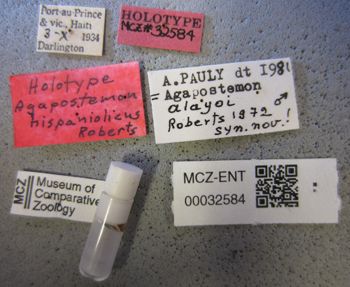 Port-au-Prince
& vic., Haiti
3-X 1934
Darlington
HOLOTYPE
MCZ#32584
Holotype
Agapostemon
hispaniolicus
Roberts
A. PAULY dt
= Agapostemon
alayoi ♂
Roberts 1972
syn. nov.!
MCZ
Museum of
Comparative
Zoology
MCZ-ENT
00032584